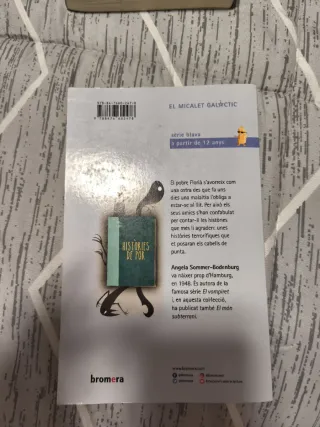 EL MICALET GALÀCTIC
sèrie blava
a partir de 12 anys
El pobre Florià s'avorreix com
una ostra des que fa uns
dies una malaltia l'obliga a
estar-se al llit. Per això els
seus amics s'han confabulat
per contar-li les històries
que més li agraden: unes
històries terrorífiques que
et posaran els cabells de
punta.
HISTÒRIES
DE POR
Angela Sommer-Bodenburg
va nàixer prop d'Hamburg,
en 1948. És autora de la
famosa sèrie El vampiret
i, en aquesta col·lecció,
ha publicat també El món
subterrani.
bromera